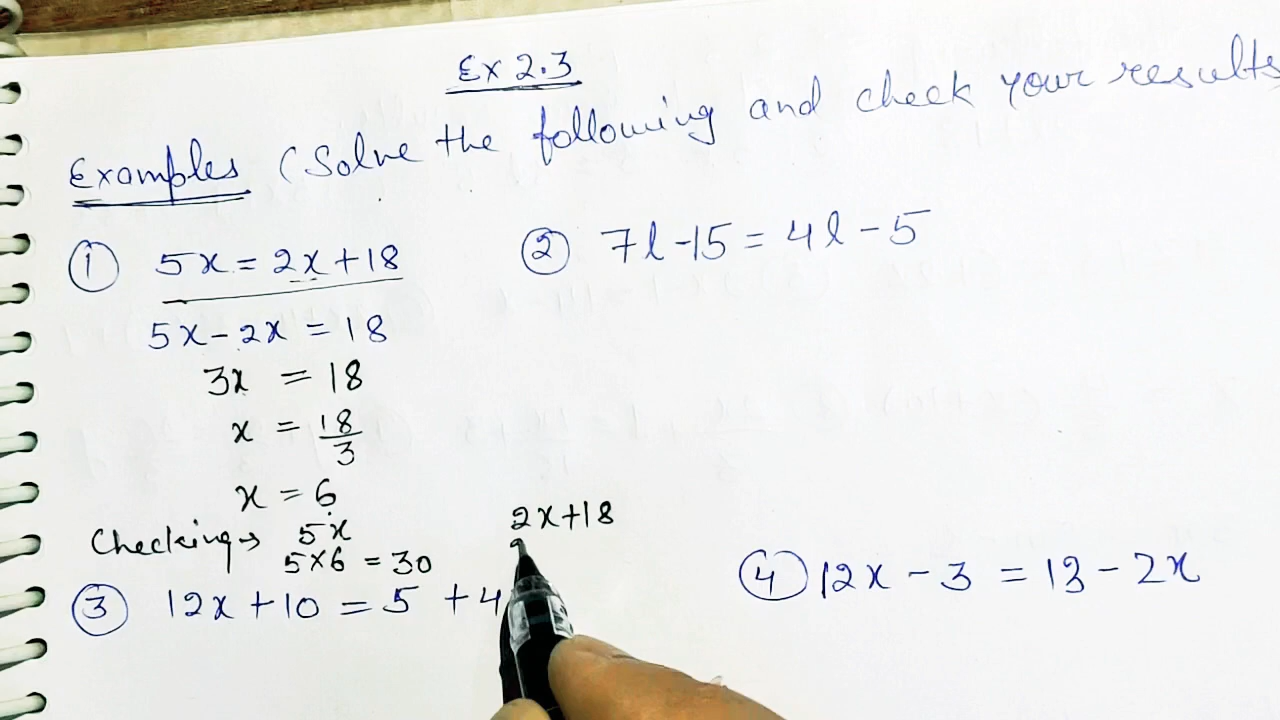 Ex 2.3
Examples (Solve the following and check your results
① 5x = 2x + 18
5x - 2x = 18
3x = 18
x = 18/3
x = 6
Checking → 5x
5×6 = 30
2x+18
② 7l - 15 = 4l - 5
③ 12x + 10 = 5 + 4
④ 12x - 3 = 13 - 2x